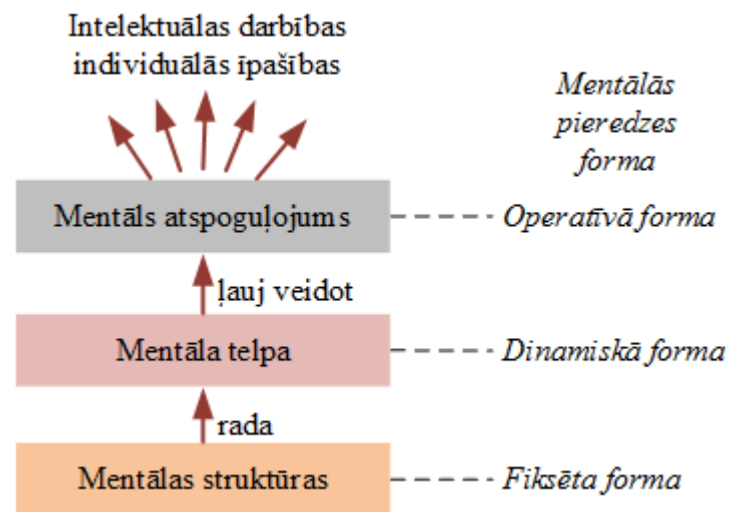 Intelektuālas darbības
individuālās īpašības
Mentālās
pieredzes
forma
Mentāls atspoguļojums
Operatīvā forma
ļauj veidot
Mentāla telpa
Dinamiskā forma
rada
Mentālas struktūras
Fiksēta forma